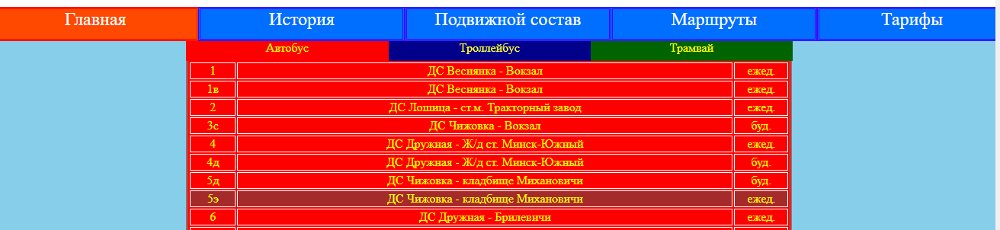 Главная История Подвижной состав Маршруты Тарифы
Автобус Троллейбус Трамвай
1 ДС Веснянка - Вокзал ежед.
1в ДС Веснянка - Вокзал ежед.
2 ДС Лошица - ст.м. Тракторный завод ежед.
3с ДС Чижовка - Вокзал буд.
4 ДС Дружная - Ж/д ст. Минск-Южный ежед.
4д ДС Дружная - Ж/д ст. Минск-Южный буд.
5д ДС Чижовка - кладбище Михановичи буд.
5э ДС Чижовка - кладбище Михановичи ежед.
6 ДС Дружная - Брилевичи ежед.